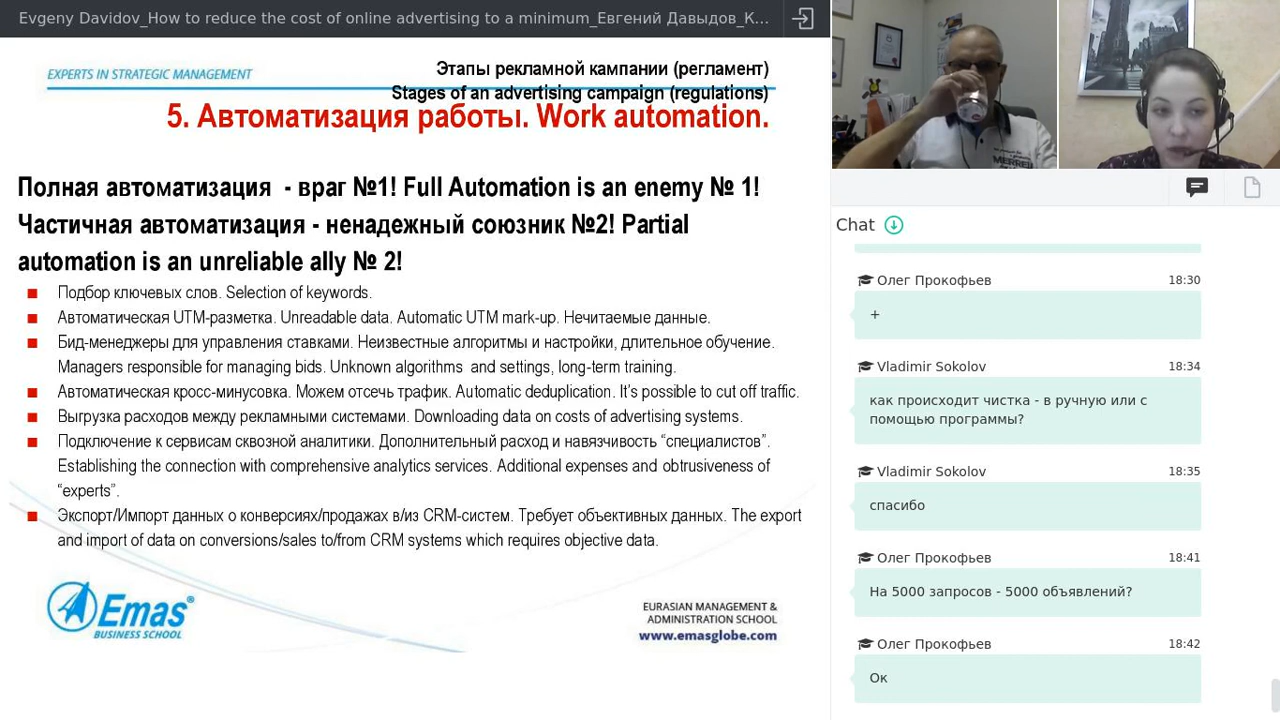 Evgeny Davidov_How to reduce the cost of online advertising to a minimum_Евгений Давыдов_К...
EXPERTS IN STRATEGIC MANAGEMENT
Этапы рекламной кампании (регламент)
Stages of an advertising campaign (regulations)
5. Автоматизация работы. Work automation.
Полная автоматизация - враг №1! Full Automation is an enemy № 1!
Частичная автоматизация - ненадежный союзник №2! Partial
automation is an unreliable ally № 2!
Подбор ключевых слов. Selection of keywords.
Автоматическая UTM-разметка. Unreadable data. Automatic UTM mark-up. Нечитаемые данные.
Бид-менеджеры для управления ставками. Неизвестные алгоритмы и настройки, длительное обучение.
Managers responsible for managing bids. Unknown algorithms and settings, long-term training.
Автоматическая кросс-минусовка. Можем отсечь трафик. Automatic deduplication. It's possible to cut off traffic.
Выгрузка расходов между рекламными системами. Downloading data on costs of advertising systems.
Подключение к сервисам сквозной аналитики. Дополнительный расход и навязчивость “специалистов”.
Establishing the connection with comprehensive analytics services. Additional expenses and obtrusiveness of
“experts”.
Экспорт/Импорт данных о конверсиях/продажах в/из CRM-систем. Требует объективных данных. The export
and import of data on conversions/sales to/from CRM systems which requires objective data.
Emas
BUSINESS SCHOOL
EURASIAN MANAGEMENT &
ADMINISTRATION SCHOOL
www.emasglobe.com
MERREL
Chat
Олег Прокофьев 18:30
+
Vladimir Sokolov 18:34
как происходит чистка - в ручную или с
помощью программы?
Vladimir Sokolov 18:35
спасибо
Олег Прокофьев 18:41
На 5000 запросов - 5000 объявлений?
Олег Прокофьев 18:42
Ок